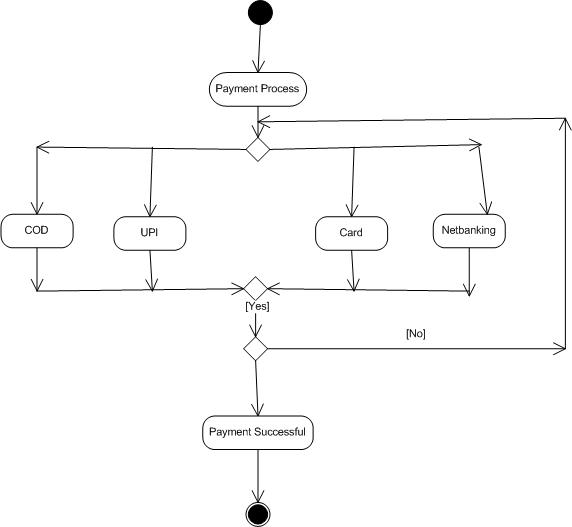 Payment Process
COD
UPI
Card
Netbanking
[Yes]
[No]
Payment Successful